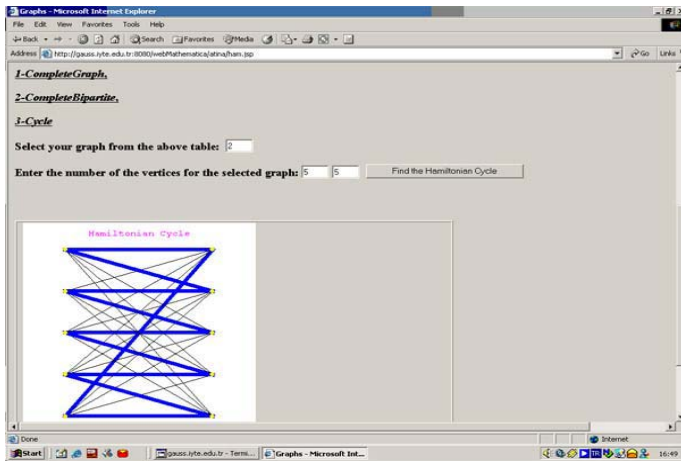 Graphs - Microsoft Internet Explorer
File Edit View Favorites Tools Help
Back Search Favorites Media
Address http://gauss.iyte.edu.tr:8080/webMathematica/atina/ham.jsp Go Links
1-CompleteGraph,
2-CompleteBipartite,
3-Cycle
Select your graph from the above table: 2
Enter the number of the vertices for the selected graph: 5 5 Find the Hamiltonian Cycle
Hamiltonian Cycle
Done Internet
Start gauss.iyte.edu.tr - Termi... Graphs - Microsoft Int... TR 16:49